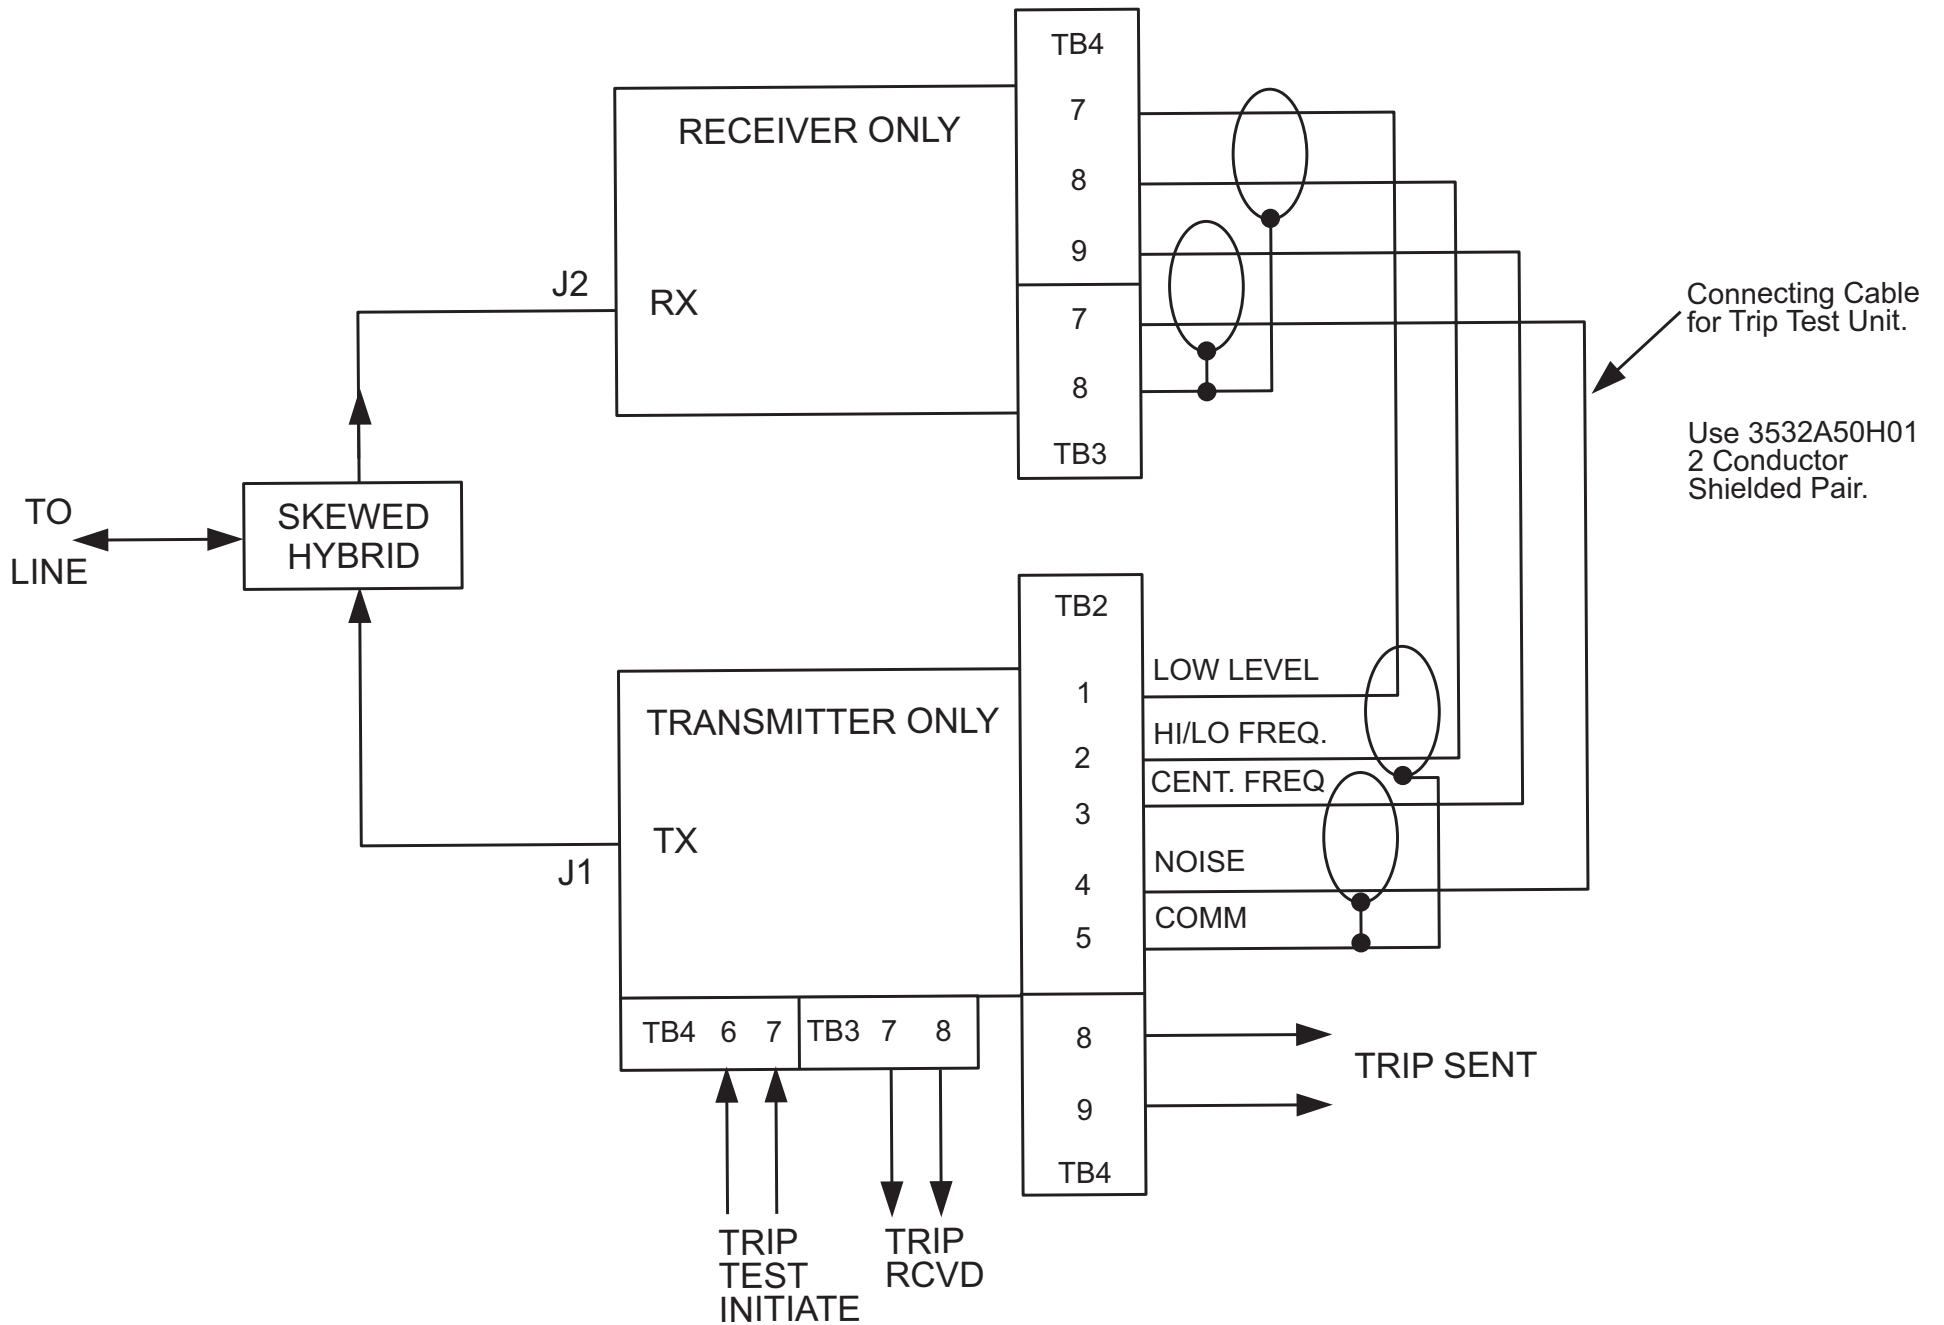 TB4
7
RECEIVER ONLY
8
9
J2
RX
7
8
TB3
Connecting Cable
for Trip Test Unit.
Use 3532A50H01
2 Conductor
Shielded Pair.
TO
LINE
SKEWED
HYBRID
TB2
LOW LEVEL
1
TRANSMITTER ONLY
HI/LO FREQ.
2
CENT. FREQ
3
TX
J1
NOISE
4
COMM
5
TB4 6 7 TB3 7 8
8
TRIP SENT
9
TB4
TRIP
TEST
INITIATE
TRIP
RCVD